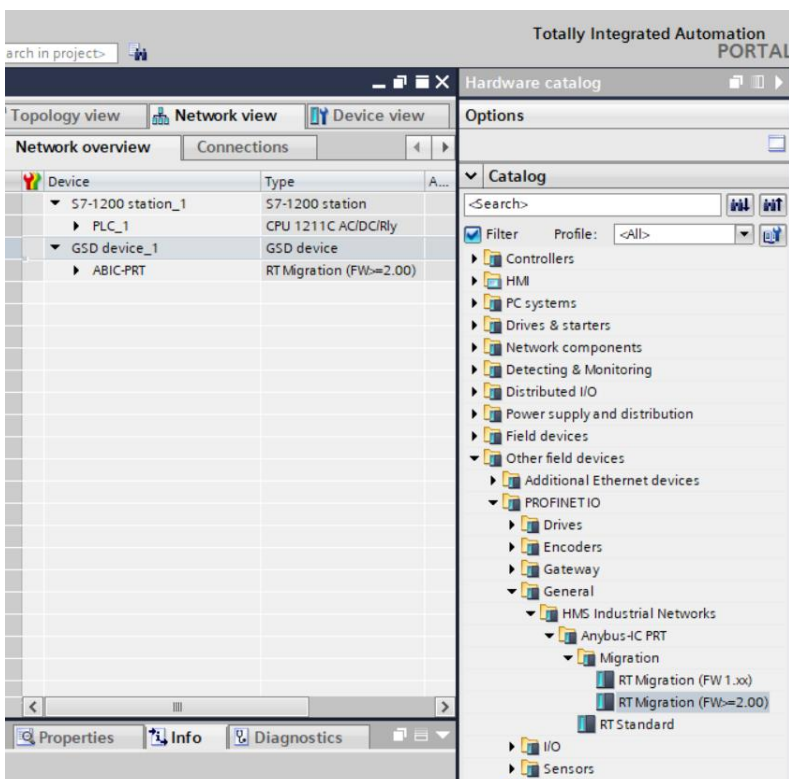 Totally Integrated Automation
PORTAL
arch in project>
Hardware catalog
Topology view Network view Device view
Options
Network overview Connections
Catalog
Device Type A...
<Search>
S7-1200 station_1 S7-1200 station
Filter Profile: <All>
PLC_1 CPU 1211C AC/DC/Rly
GSD device_1 GSD device
ABIC-PRT RT Migration (FW>=2.00)
Controllers
HMI
PC systems
Drives & starters
Network components
Detecting & Monitoring
Distributed I/O
Power supply and distribution
Field devices
Other field devices
Additional Ethernet devices
PROFINET IO
Drives
Encoders
Gateway
General
HMS Industrial Networks
Anybus-IC PRT
Migration
RT Migration (FW 1.xx)
RT Migration (FW>=2.00)
RT Standard
I/O
Sensors
Properties Info Diagnostics